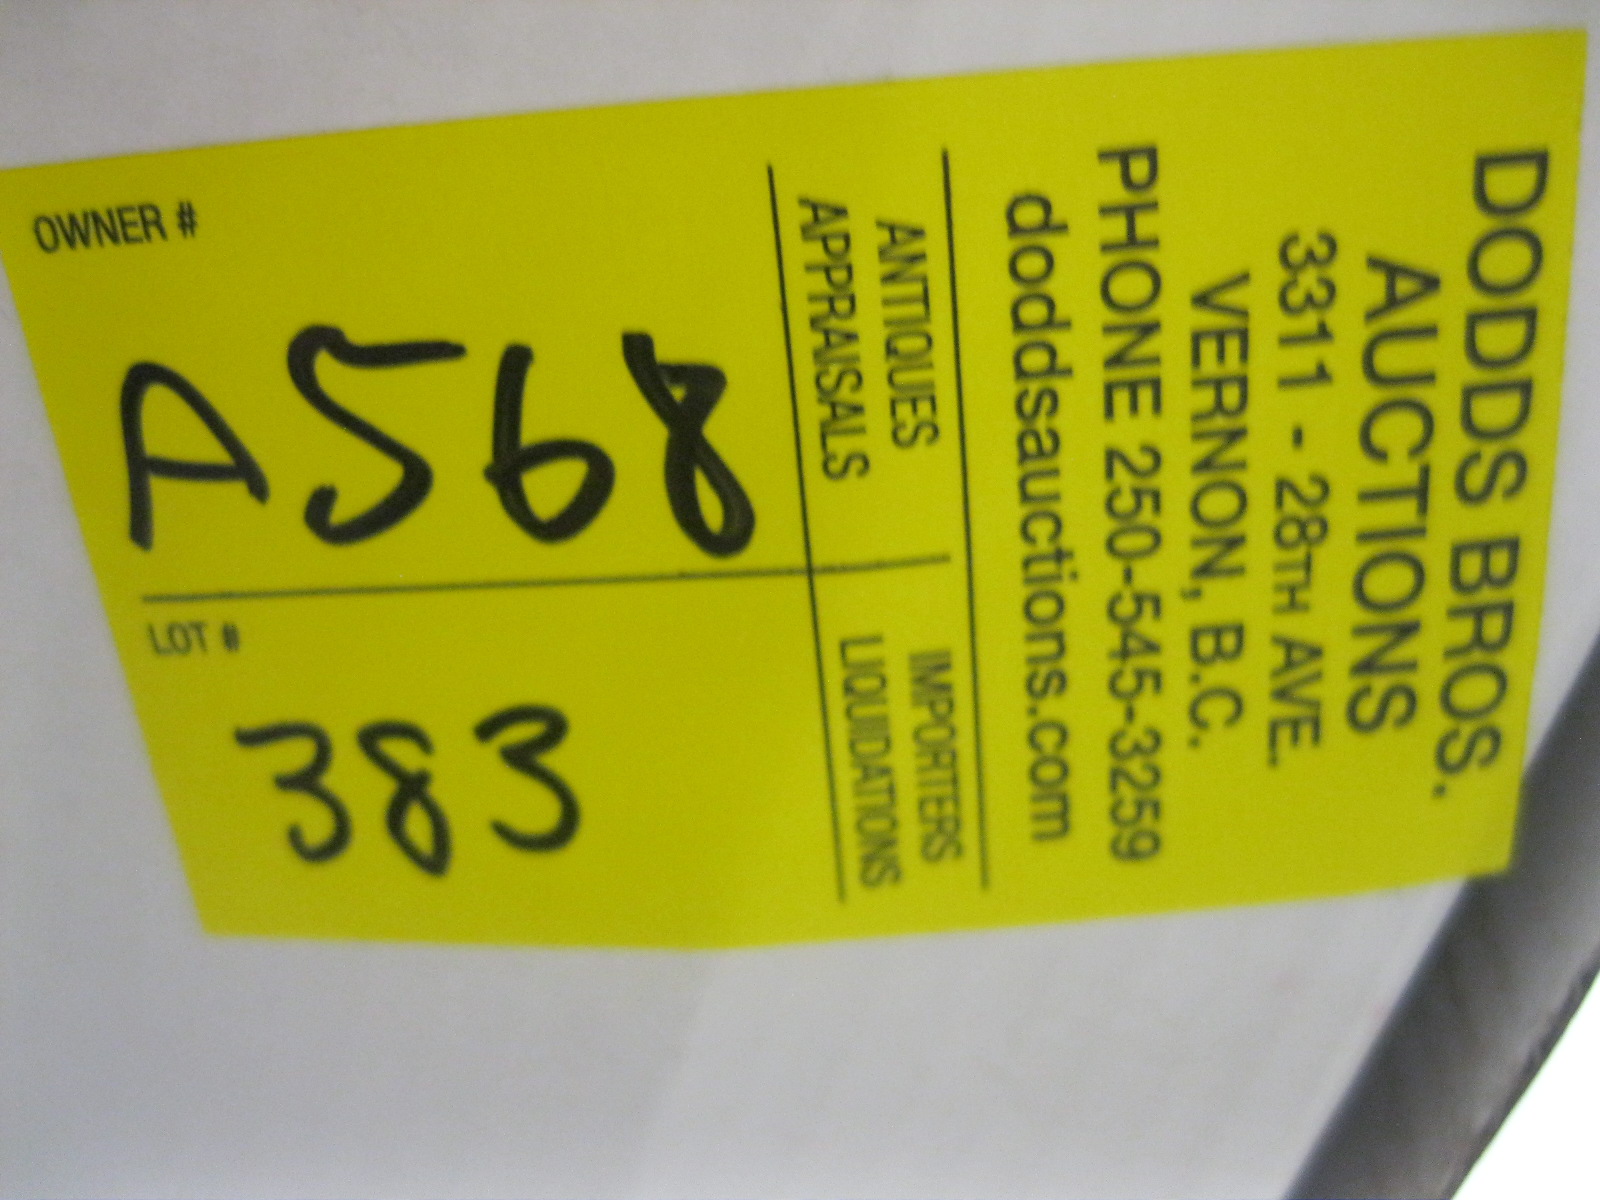 DODDS BROS.
AUCTIONS
3311 - 28TH AVE.
VERNON, B.C.
PHONE 250-545-3259
doddsauctions.com
ANTIQUES
APPRAISALS
IMPORTERS
LIQUIDATIONS
OWNER #
A568
LOT #
383